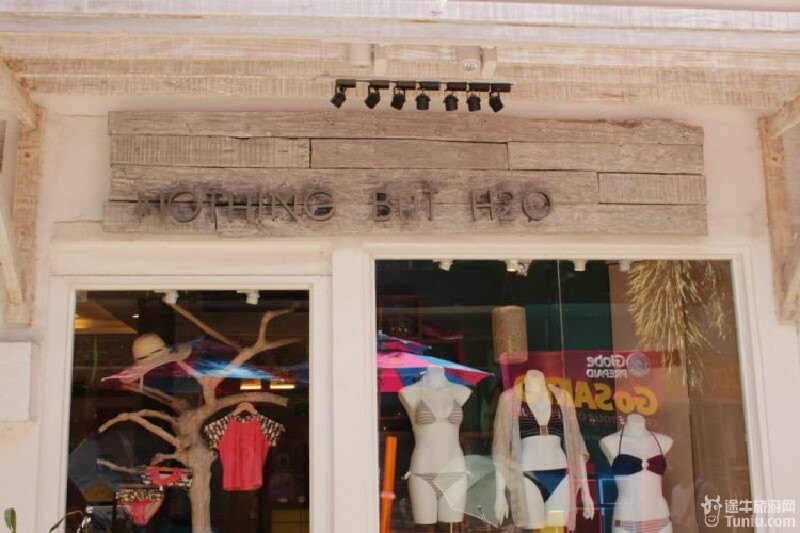 NOTHING BUT H2O
Globe
PREPAID
GoSAKTO
途牛旅游网
Tuniu.com